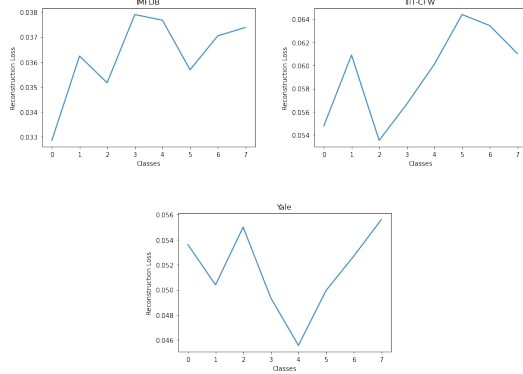 IMFDB
0.038
0.037
0.036
0.035
0.034
0.033
Reconstruction Loss
0 1 2 3 4 5 6 7
Classes
IIIT-CFW
0.064
0.062
0.060
0.058
0.056
0.054
Reconstruction Loss
0 1 2 3 4 5 6 7
Classes
Yale
0.056
0.054
0.052
0.050
0.048
0.046
Reconstruction Loss
0 1 2 3 4 5 6 7
Classes